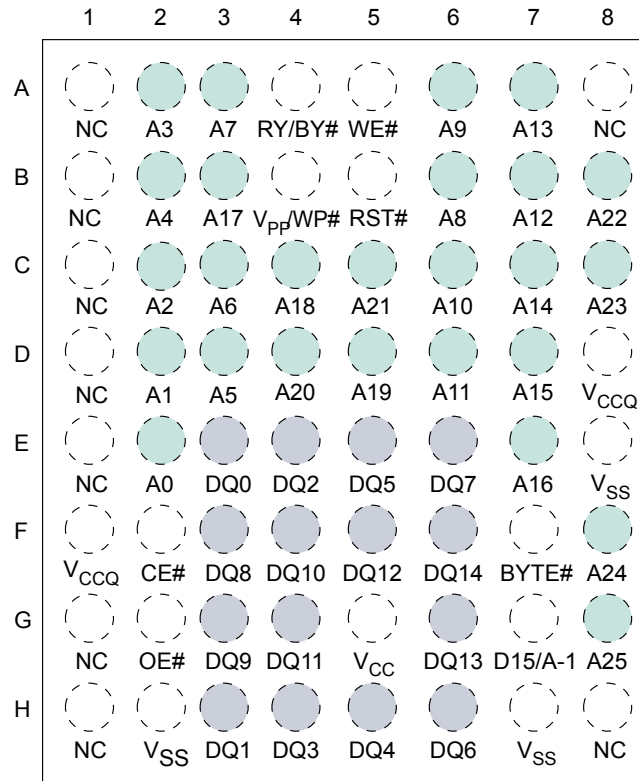 1 2 3 4 5 6 7 8
A
NC A3 A7 RY/BY# WE# A9 A13 NC
B
NC A4 A17 VPP/WP# RST# A8 A12 A22
C
NC A2 A6 A18 A21 A10 A14 A23
D
NC A1 A5 A20 A19 A11 A15 VCCQ
E
NC A0 DQ0 DQ2 DQ5 DQ7 A16 VSS
F
VCCQ CE# DQ8 DQ10 DQ12 DQ14 BYTE# A24
G
NC OE# DQ9 DQ11 VCC DQ13 D15/A-1 A25
H
NC VSS DQ1 DQ3 DQ4 DQ6 VSS NC